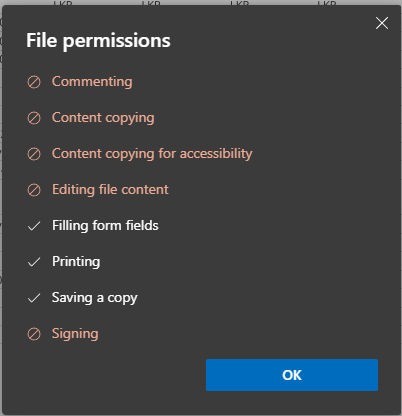 File permissions
Commenting
Content copying
Content copying for accessibility
Editing file content
Filling form fields
Printing
Saving a copy
Signing
OK